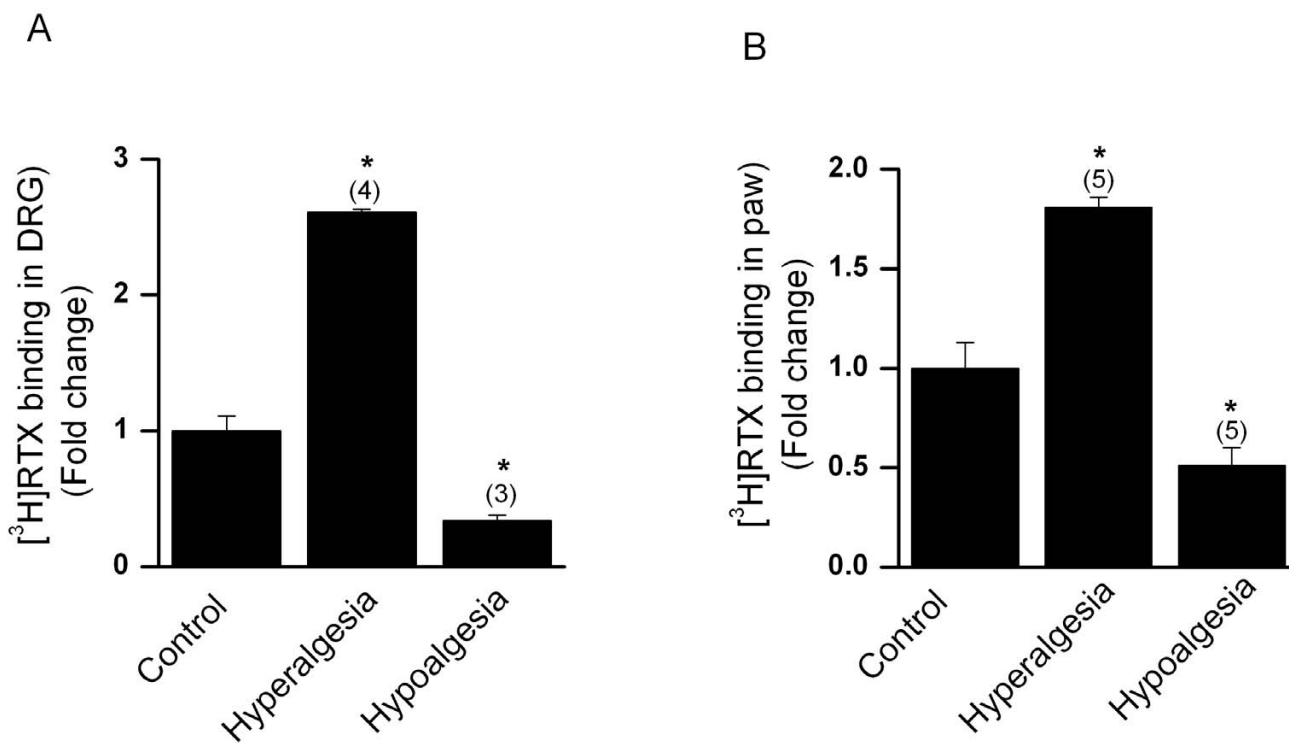 A
[³H]RTX binding in DRG)
(Fold change)
3
2
1
0
*
(4)
*
(3)
Control
Hyperalgesia
Hypoalgesia
B
[³H]RTX binding in paw)
(Fold change)
2.0
1.5
1.0
0.5
0.0
*
(5)
*
(5)
Control
Hyperalgesia
Hypoalgesia